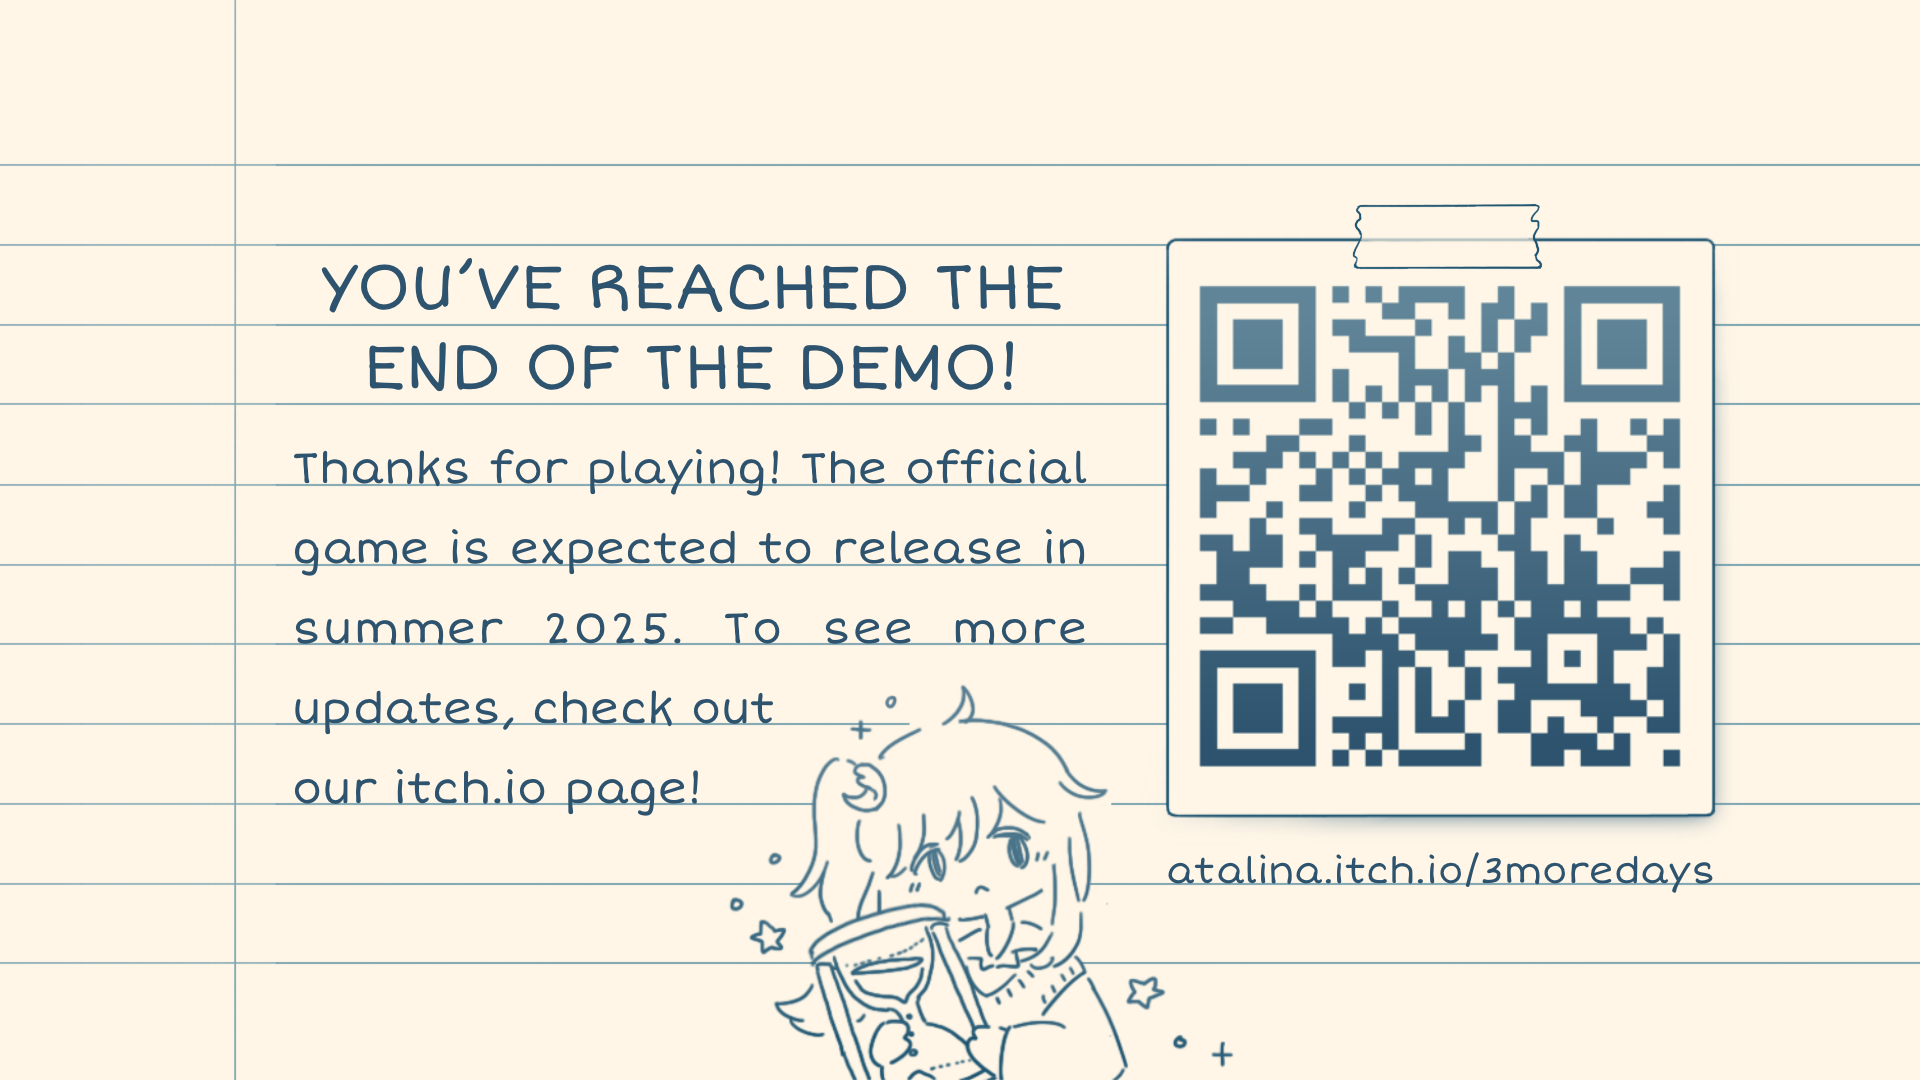 YOU'VE REACHED THE
END OF THE DEMO!
Thanks for playing! The official
game is expected to release in
summer 2025. To see more
updates, check out
our itch.io page!
atalina.itch.io/3moredays